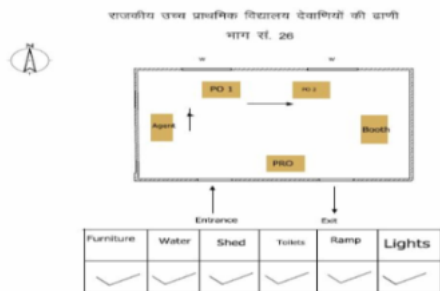 राजकीय उच्च प्राथमिक विद्यालय देवाणियों की ढाणी
भाग सं. 26
N
W W
PO 1 PO 2
Agent Booth
PRO
Entrance Exit
Furniture Water Shed Toilets Ramp Lights